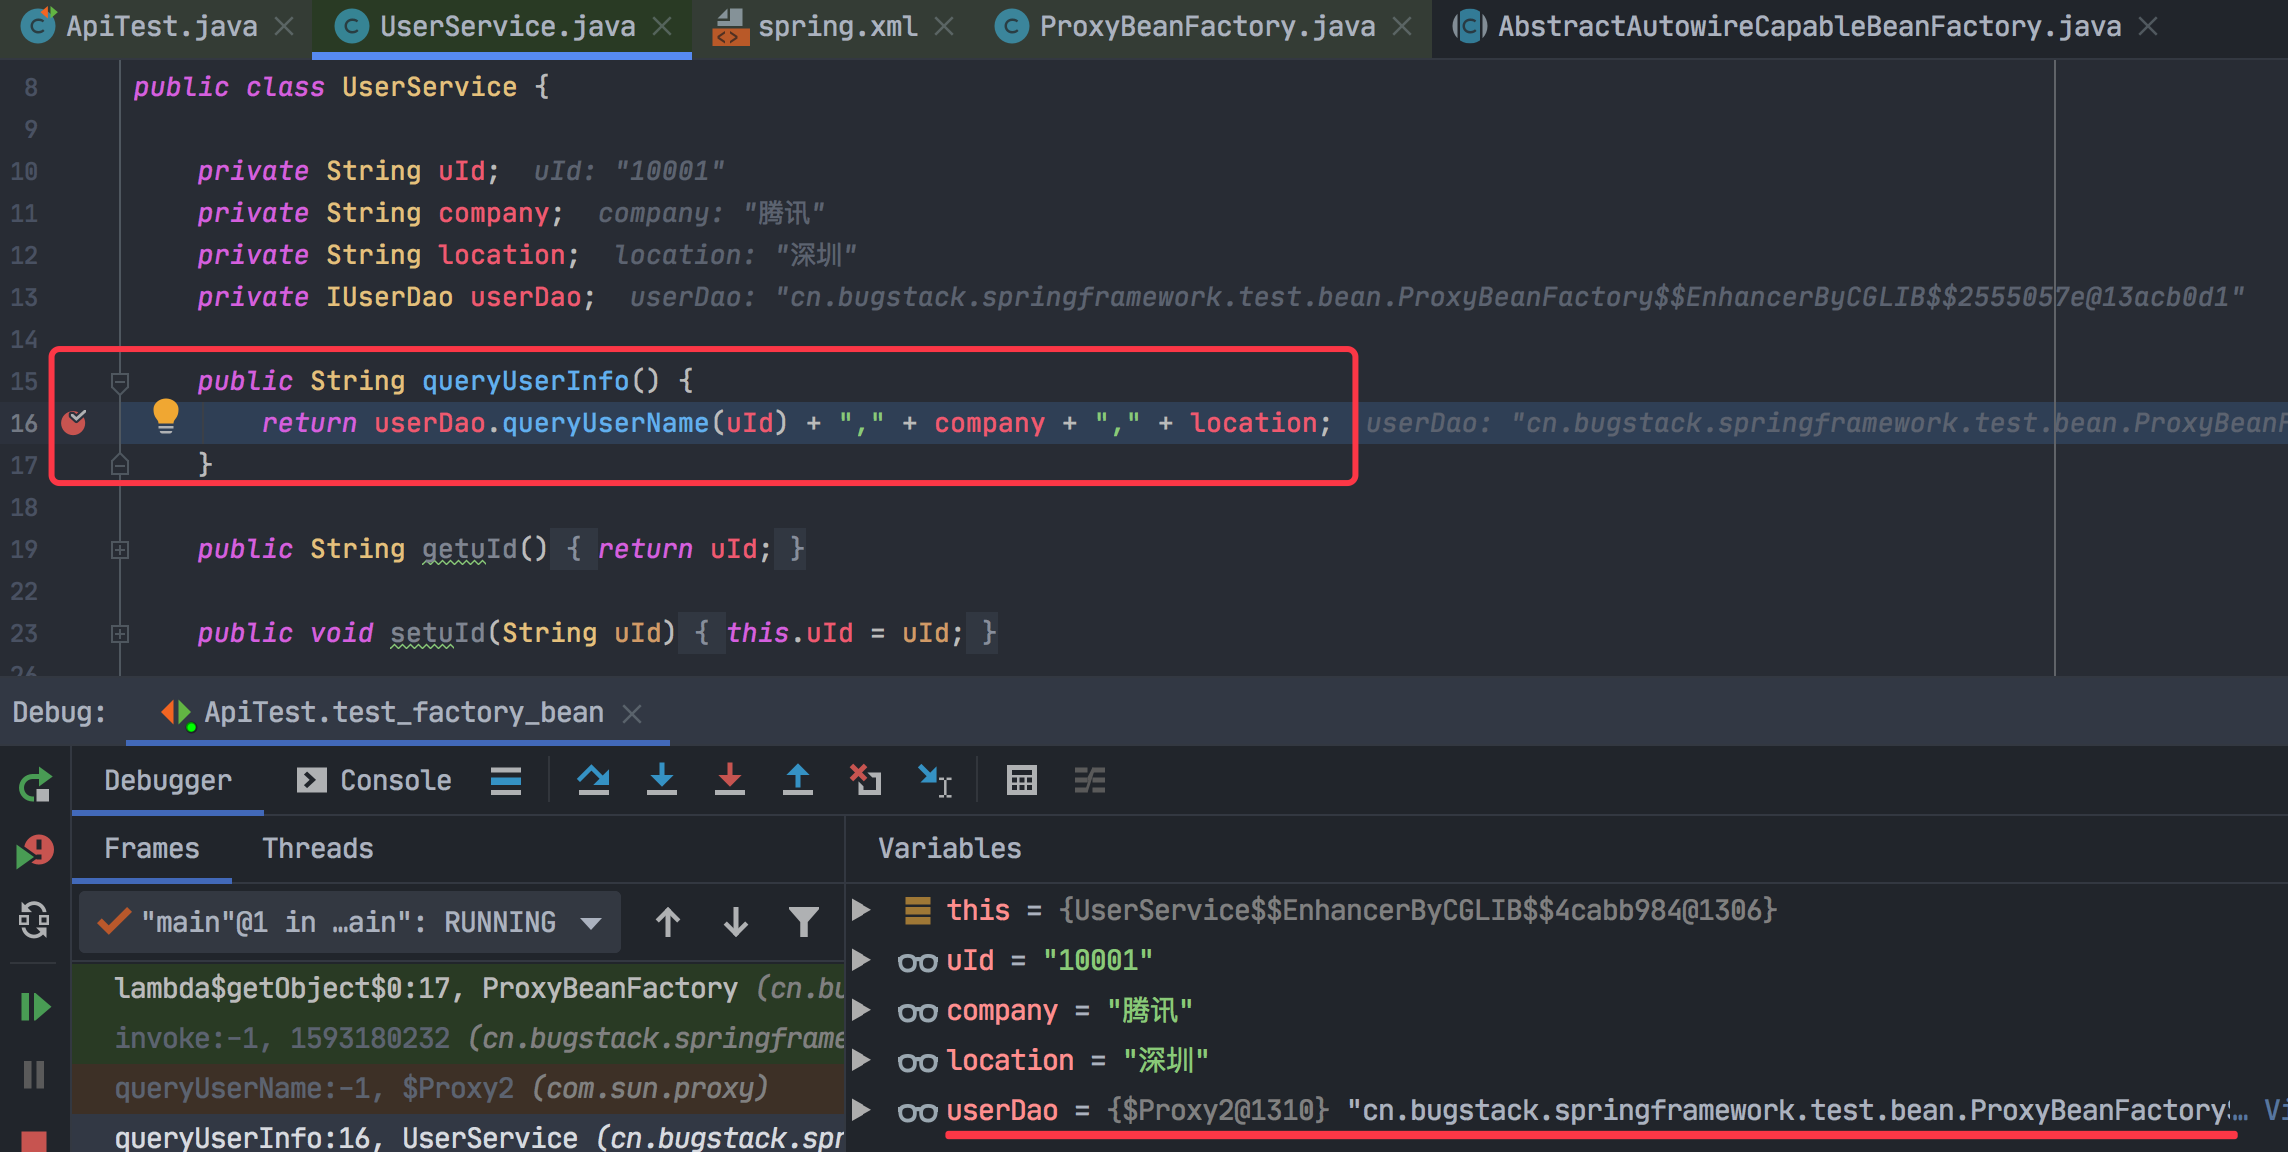 ApiTest.java UserService.java spring.xml ProxyBeanFactory.java AbstractAutowireCapableBeanFactory.java
8 public class UserService {
9
10 private String uId; uId: "10001"
11 private String company; company: "腾讯"
12 private String location; location: "深圳"
13 private IUserDao userDao; userDao: "cn.bugstack.springframework.test.bean.ProxyBeanFactory$$EnhancerByCGLIB$$2555057e@13acb0d1"
14
15 public String queryUserInfo() {
16 return userDao.queryUserName(uId) + "," + company + "," + location; userDao: "cn.bugstack.springframework.test.bean.ProxyBeanF
17 }
18
19 public String getuId() { return uId; }
22
23 public void setuId(String uId) { this.uId = uId; }
26
Debug: ApiTest.test_factory_bean
Debugger Console
Frames Threads Variables
"main"@1 in …ain": RUNNING
this = {UserService$$EnhancerByCGLIB$$4cabb984@1306}
uId = "10001"
company = "腾讯"
location = "深圳"
userDao = {$Proxy2@1310} "cn.bugstack.springframework.test.bean.ProxyBeanFactory$… Vi
lambda$getObject$0:17, ProxyBeanFactory (cn.bu
invoke:-1, 1593180232 (cn.bugstack.springframe
queryUserName:-1, $Proxy2 (com.sun.proxy)
queryUserInfo:16, UserService (cn.bugstack.spr